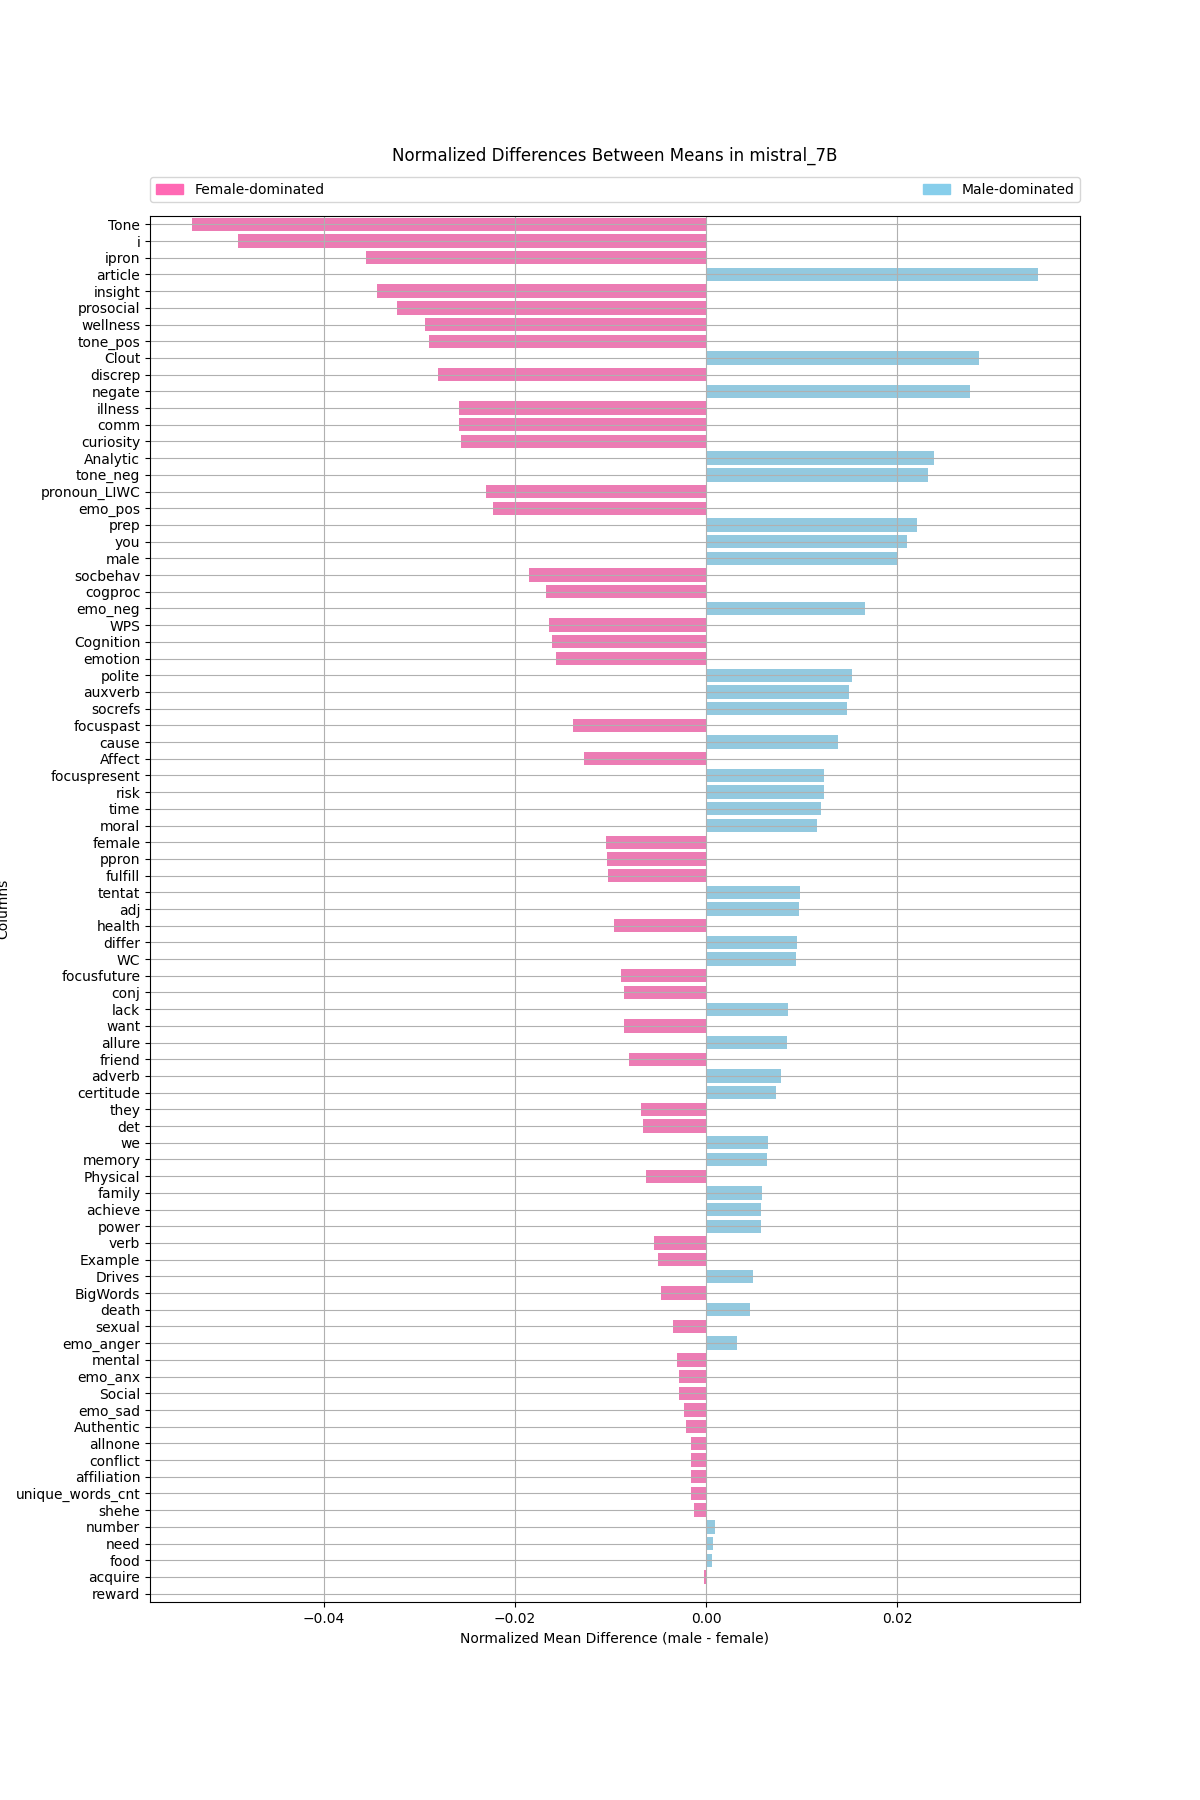 Normalized Differences Between Means in mistral_7B
Female-dominated
Male-dominated
Tone
i
ipron
article
insight
prosocial
wellness
tone_pos
Clout
discrep
negate
illness
comm
curiosity
Analytic
tone_neg
pronoun_LIWC
emo_pos
prep
you
male
socbehav
cogproc
emo_neg
WPS
Cognition
emotion
polite
auxverb
socrefs
focuspast
cause
Affect
focuspresent
risk
time
moral
female
ppron
fulfill
tentat
adj
health
differ
WC
focusfuture
conj
lack
want
allure
friend
adverb
certitude
they
det
we
memory
Physical
family
achieve
power
verb
Example
Drives
BigWords
death
sexual
emo_anger
mental
emo_anx
Social
emo_sad
Authentic
allnone
conflict
affiliation
unique_words_cnt
shehe
number
need
food
acquire
reward
Columns
−0.04
−0.02
0.00
0.02
Normalized Mean Difference (male - female)